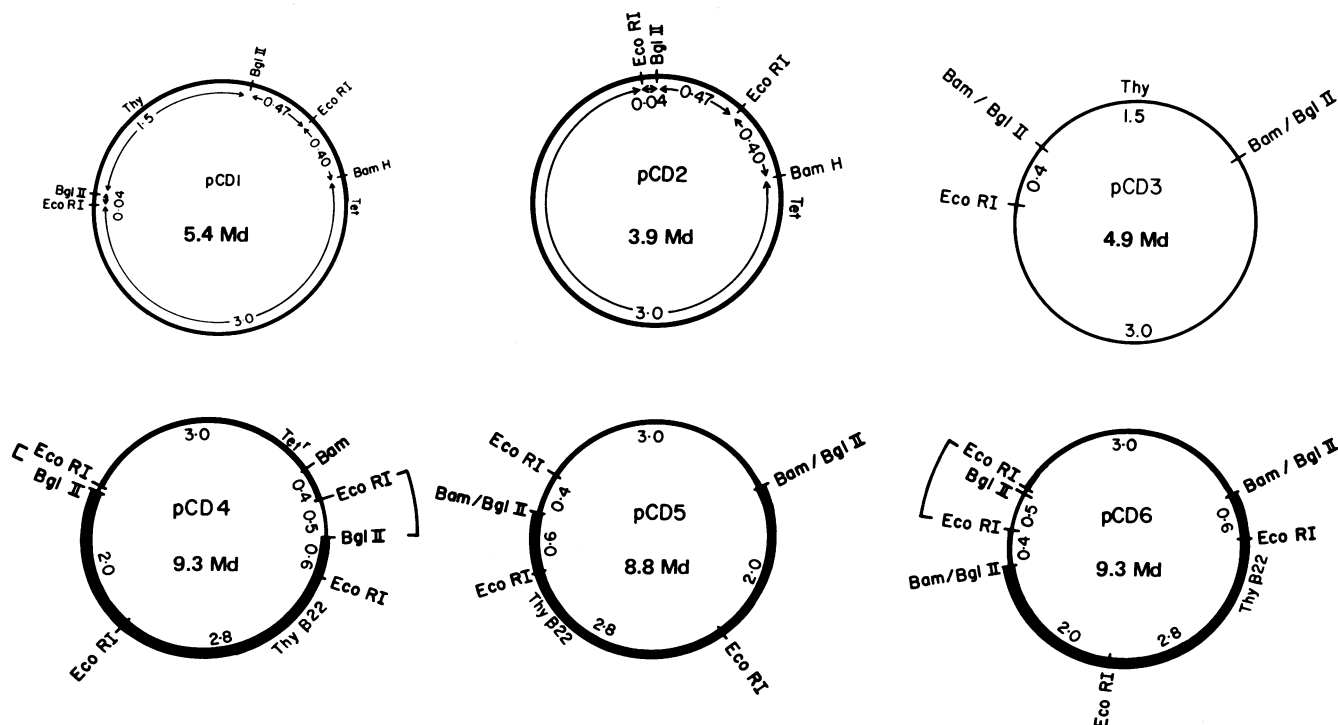 Bgl II
Thy
Eco RI
1.5
0.47
0.40
pCD1
Bam H
Bgl II
Eco RI
0.04
Tet
5.4 Md
3.0
Eco RI
Bgl II
Eco RI
0.04
0.47
0.40
pCD2
Bam H
Tet
3.9 Md
3.0
Thy
Bam / Bgl II
1.5
Bam / Bgl II
0.4
pCD3
Eco RI
4.9 Md
3.0
3.0
Tetr
Bam
Eco RI
Bgl II
0.4
Eco RI
pCD4
0.5
Bgl II
9.3 Md
0.6
2.0
Eco RI
Thy β22
2.8
Eco RI
3.0
Eco RI
Bam/Bgl II
0.4
Bam/Bgl II
pCD5
0.6
8.8 Md
2.0
Eco RI
Thy β22
2.8
Eco RI
3.0
Eco RI
Bgl II
Bam/Bgl II
0.5
0.6
Eco RI
pCD6
Eco RI
0.4
Bam/Bgl II
9.3 Md
Thy β22
2.0
2.8
Eco RI